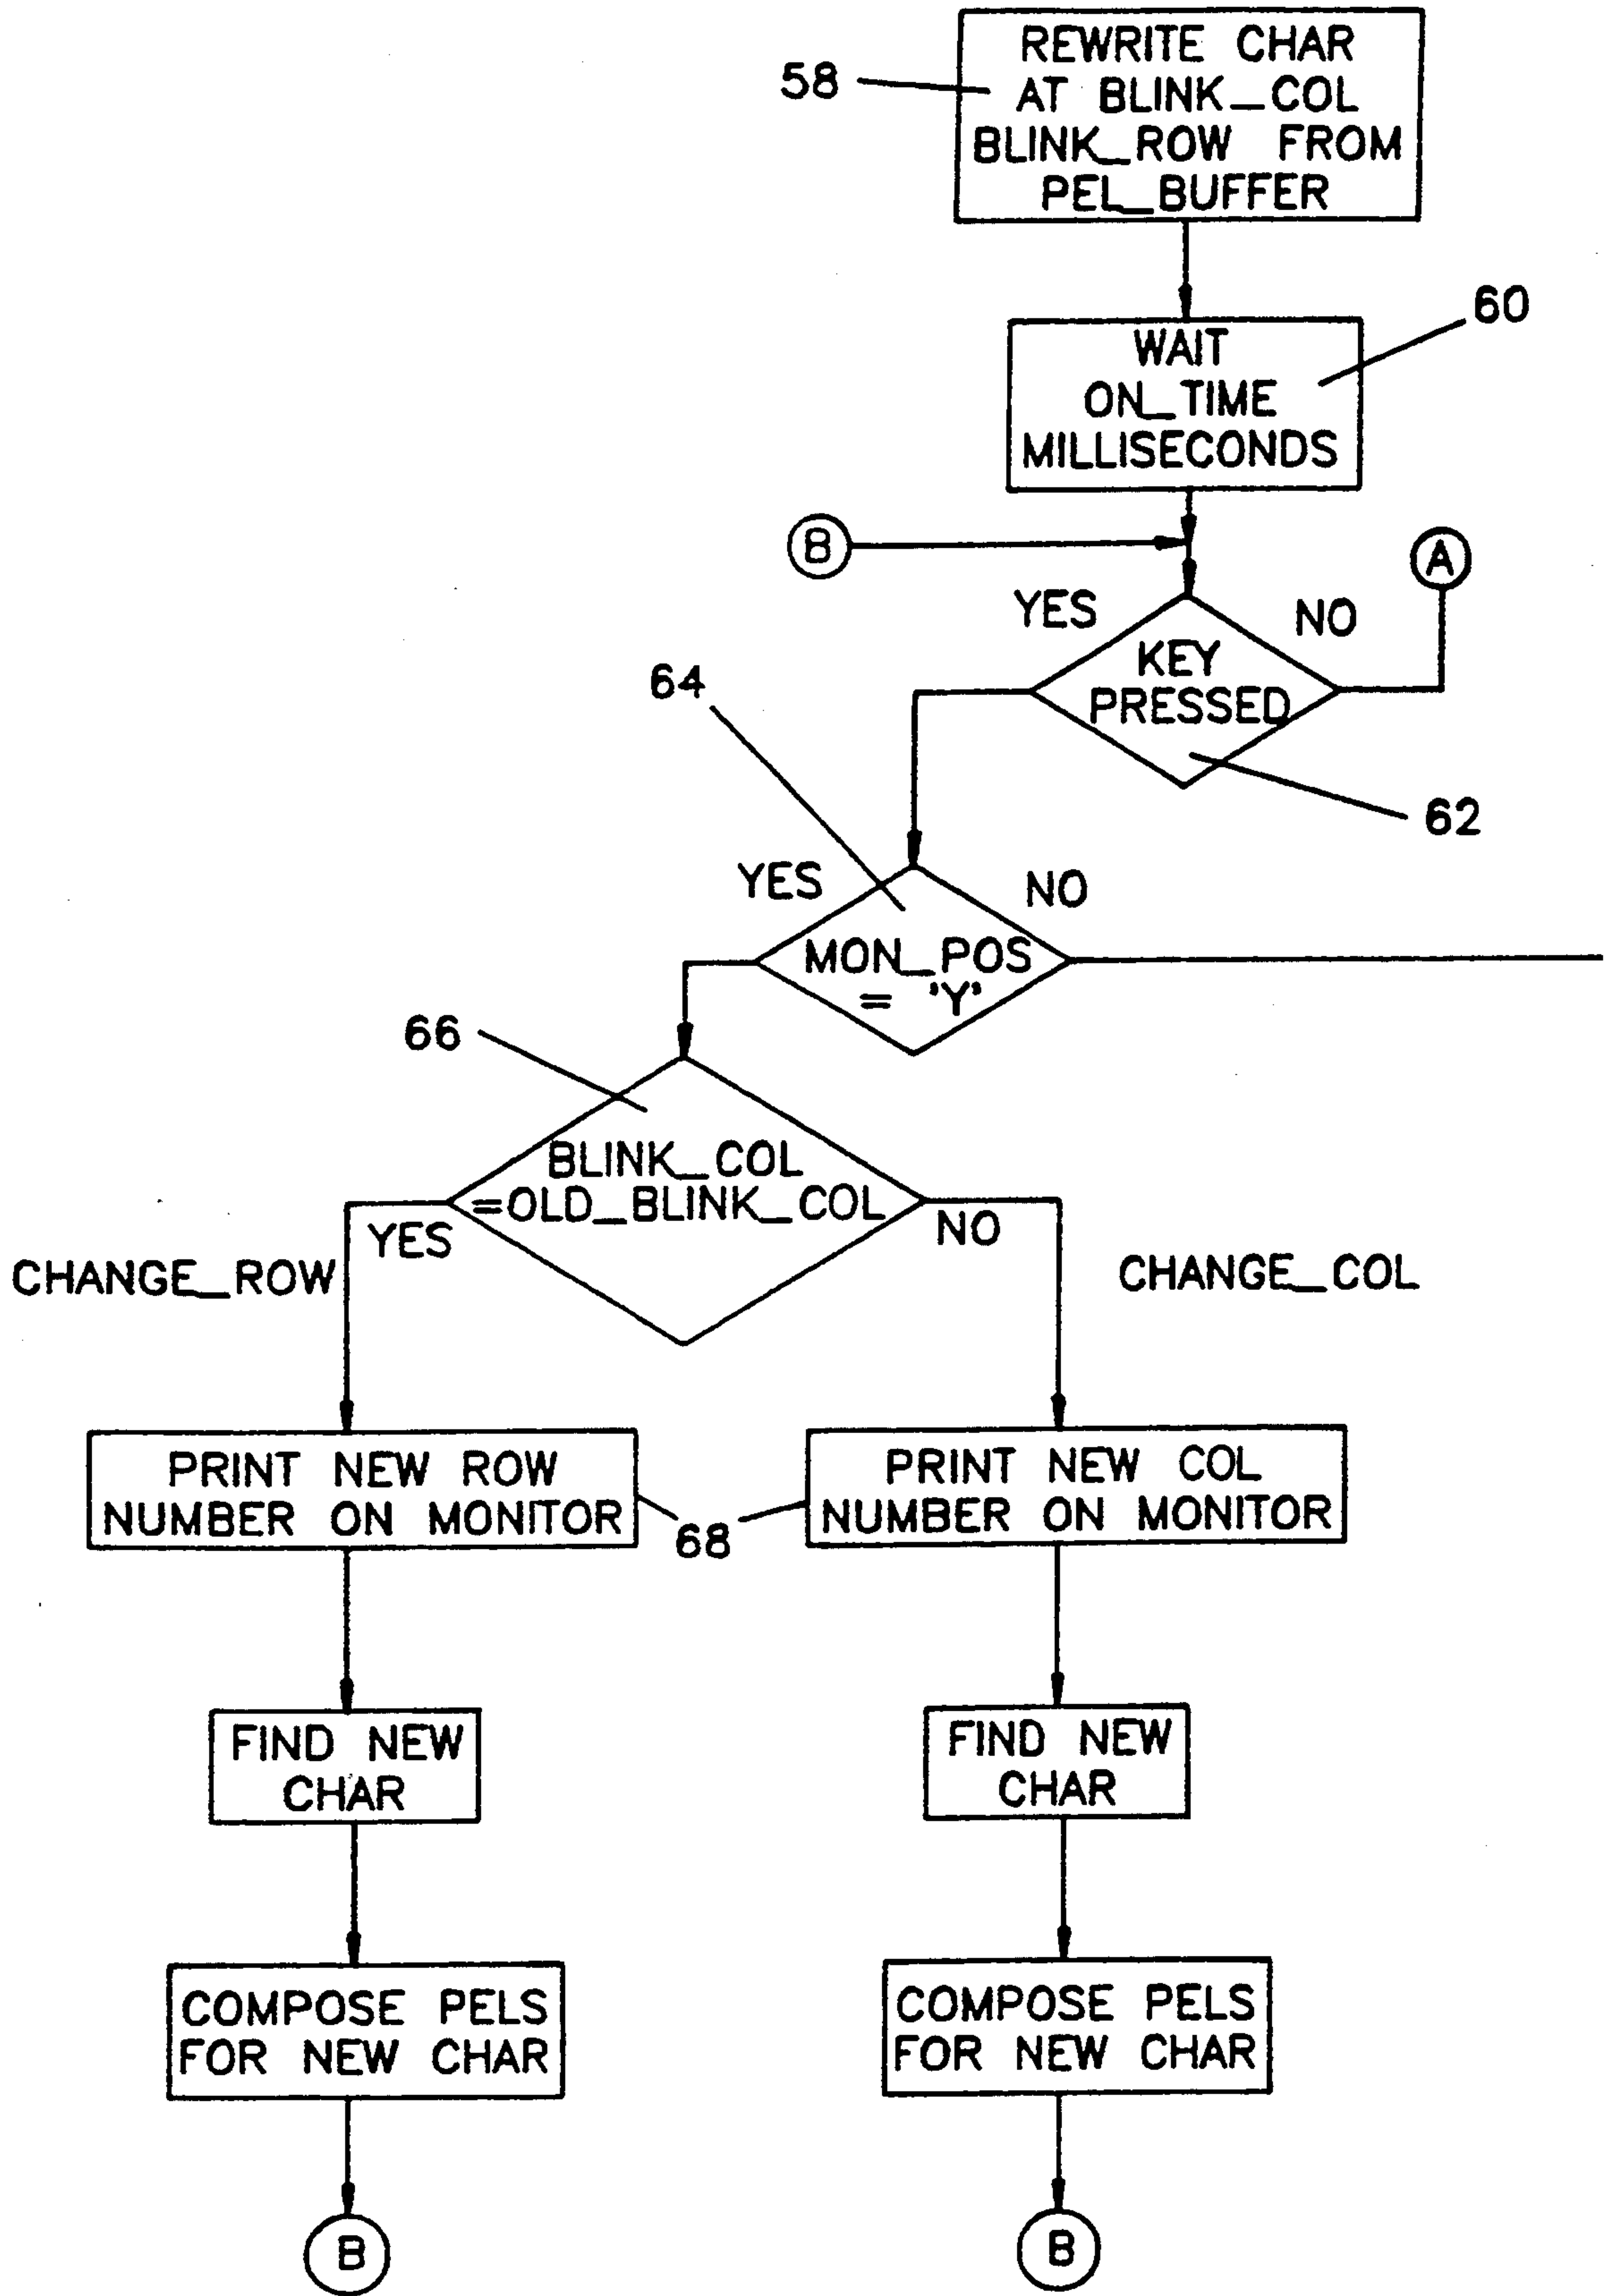 REWRITE CHAR
AT BLINK_COL
BLINK_ROW FROM
PEL_BUFFER
58
60
WAIT
ON_TIME
MILLISECONDS
B
A
YES
NO
KEY
PRESSED
62
64
YES
NO
MON_POS
= 'Y'
66
BLINK_COL
=OLD_BLINK_COL
YES
NO
CHANGE_ROW
CHANGE_COL
PRINT NEW ROW
NUMBER ON MONITOR
68
PRINT NEW COL
NUMBER ON MONITOR
FIND NEW
CHAR
FIND NEW
CHAR
COMPOSE PELS
FOR NEW CHAR
COMPOSE PELS
FOR NEW CHAR
B
B